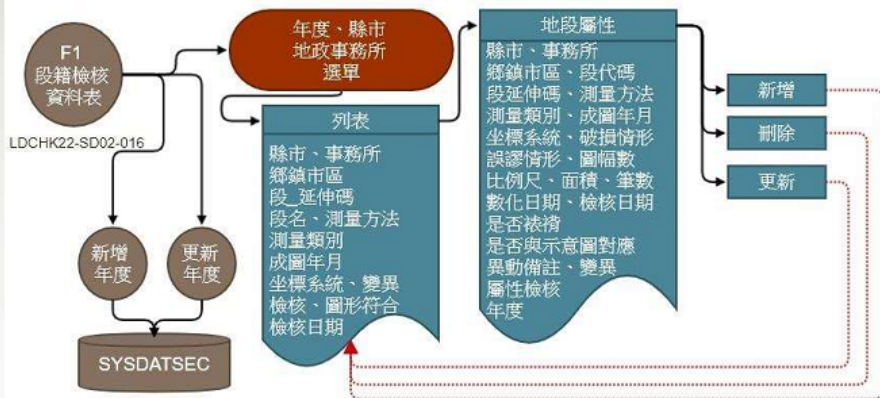 F1
段籍檢核
資料表
LDCHK22-SD02-016
新增
年度
更新
年度
SYSDATSEC
年度、縣市
地政事務所
選單
列表
縣市、事務所
鄉鎮市區
段_延伸碼
段名、測量方法
測量類別
成圖年月
坐標系統、變異
檢核、圖形符合
檢核日期
地段屬性
縣市、事務所
鄉鎮市區、段代碼
段延伸碼、測量方法
測量類別、成圖年月
坐標系統、破損情形
誤謬情形、圖幅數
比例尺、面積、筆數
數化日期、檢核日期
是否裱褙
是否與示意圖對應
異動備註、變異
屬性檢核
年度
新增
刪除
更新